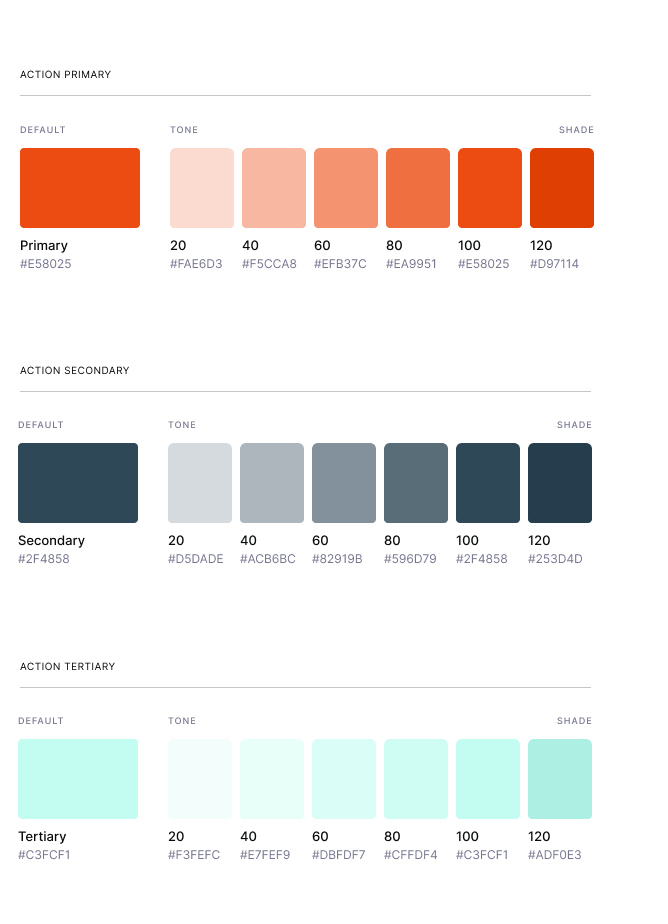 ACTION PRIMARY
DEFAULT TONE SHADE
Primary 20 40 60 80 100 120
#E58025 #FAE6D3 #F5CCA8 #EFB37C #EA9951 #E58025 #D97114
ACTION SECONDARY
DEFAULT TONE SHADE
Secondary 20 40 60 80 100 120
#2F4858 #D5DADE #ACB6BC #82919B #596D79 #2F4858 #253D4D
ACTION TERTIARY
DEFAULT TONE SHADE
Tertiary 20 40 60 80 100 120
#C3FCF1 #F3FEFC #E7FEF9 #DBFDF7 #CFFDF4 #C3FCF1 #ADF0E3